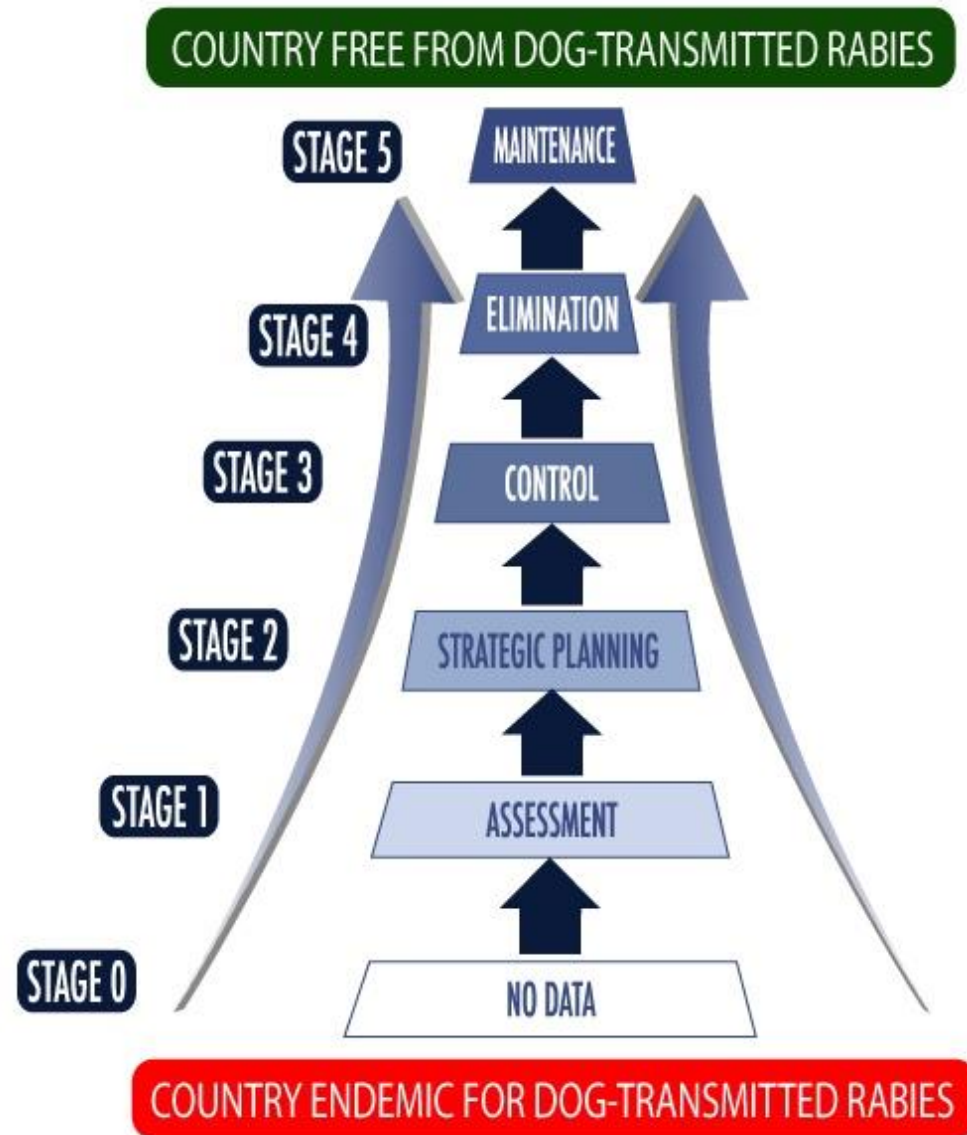 COUNTRY FREE FROM DOG-TRANSMITTED RABIES
STAGE 5
MAINTENANCE
STAGE 4
ELIMINATION
STAGE 3
CONTROL
STAGE 2
STRATEGIC PLANNING
STAGE 1
ASSESSMENT
STAGE 0
NO DATA
COUNTRY ENDEMIC FOR DOG-TRANSMITTED RABIES